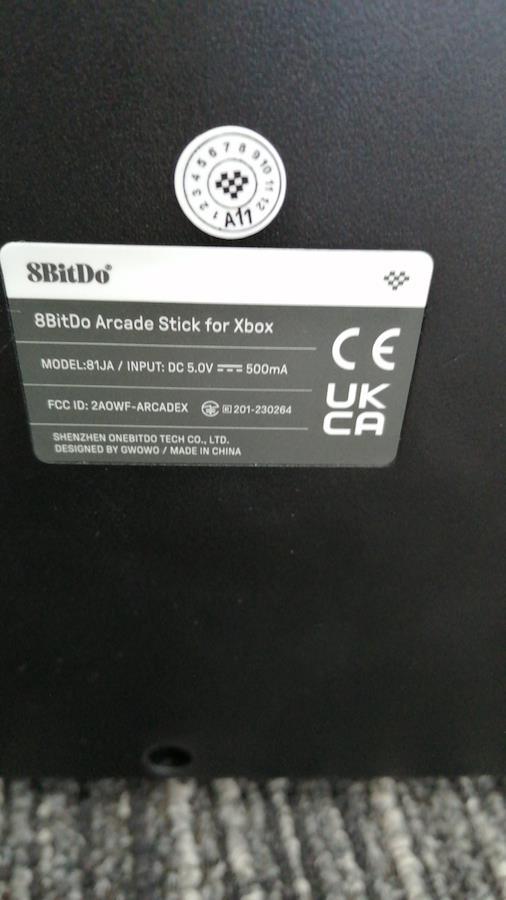 1 2 3 4 5 6 7 8 9 10 11 12
A11
8BitDo®
8BitDo Arcade Stick for Xbox
MODEL:81JA / INPUT: DC 5.0V ⎓ 500mA
FCC ID: 2AOWF-ARCADEX R 201-230264
SHENZHEN ONEBITDO TECH CO., LTD.
DESIGNED BY GWOWO / MADE IN CHINA
CE
UK
CA